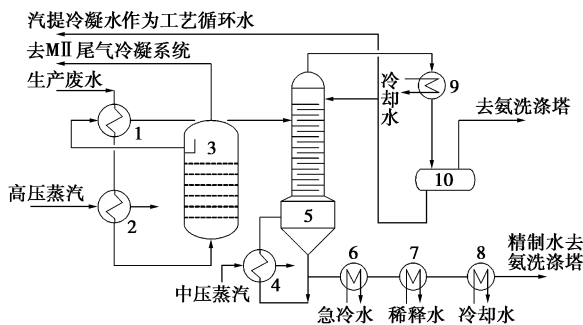 汽提冷凝水作为工艺循环水
去MⅡ尾气冷凝系统
生产废水
冷却水
9
去氨洗涤塔
1
3
10
高压蒸汽
2
5
精制水去
氨洗涤塔
6
7
8
4
中压蒸汽
急冷水
稀释水
冷却水